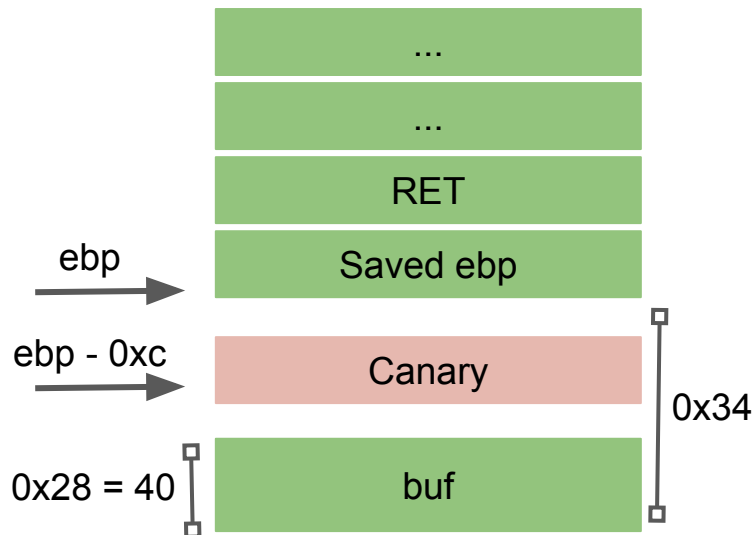 ...
...
RET
ebp
Saved ebp
ebp - 0xc
Canary
0x34
0x28 = 40
buf